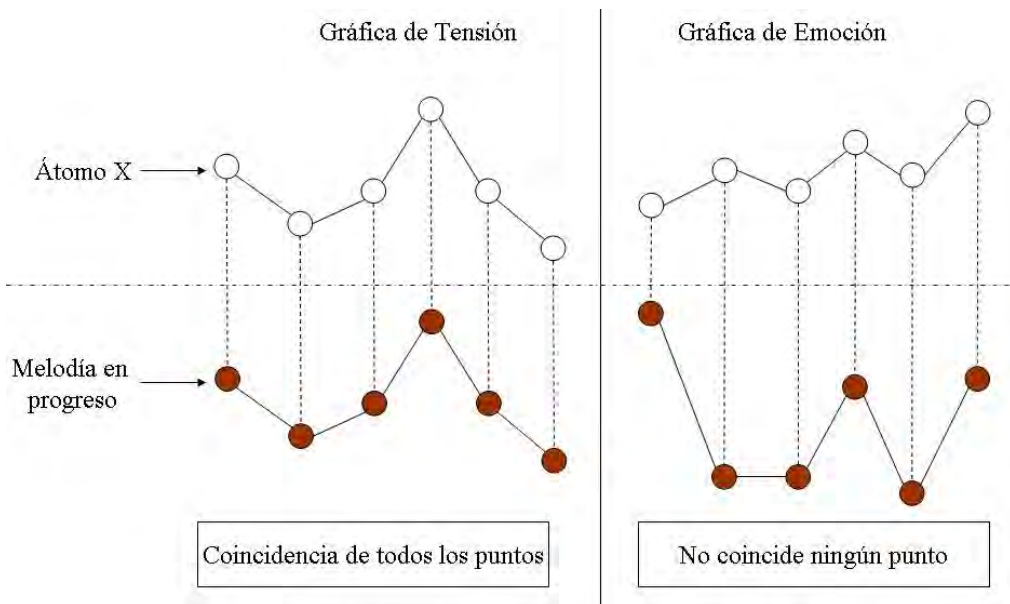 Gráfica de Tensión
Gráfica de Emoción
Átomo X
Melodía en
progreso
Coincidencia de todos los puntos
No coincide ningún punto